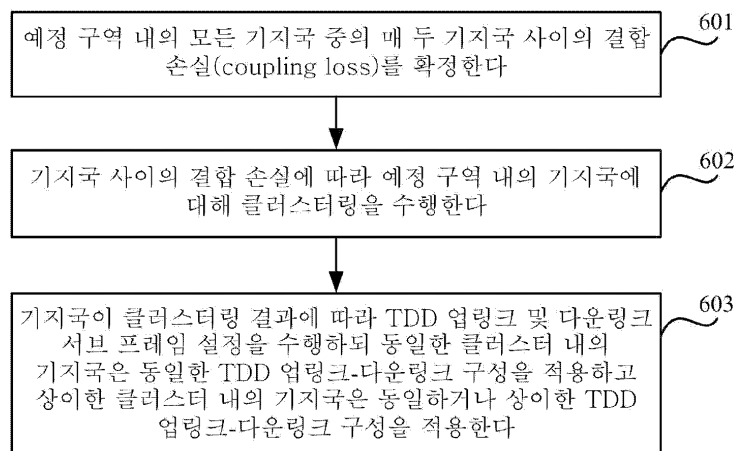 예정 구역 내의 모든 기지국 중의 매 두 기지국 사이의 결합
손실(coupling loss)를 확정한다
601
기지국 사이의 결합 손실에 따라 예정 구역 내의 기지국에
대해 클러스터링을 수행한다
602
기지국이 클러스터링 결과에 따라 TDD 업링크 및 다운링크
서브 프레임 설정을 수행하되 동일한 클러스터 내의
기지국은 동일한 TDD 업링크-다운링크 구성을 적용하고
상이한 클러스터 내의 기지국은 동일하거나 상이한 TDD
업링크-다운링크 구성을 적용한다
603